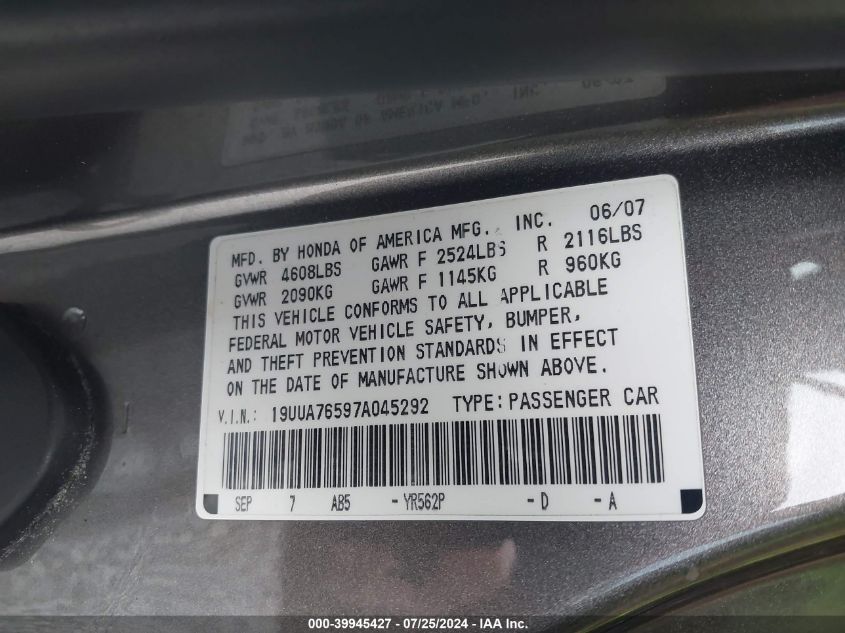 MFD. BY HONDA OF AMERICA MFG., INC. 06/07
GVWR 4608LBS GAWR F 2524LBS R 2116LBS
GVWR 2090KG GAWR F 1145KG R 960KG
THIS VEHICLE CONFORMS TO ALL APPLICABLE
FEDERAL MOTOR VEHICLE SAFETY, BUMPER,
AND THEFT PREVENTION STANDARDS IN EFFECT
ON THE DATE OF MANUFACTURE SHOWN ABOVE.
V.I.N.: 19UUA76597A045292 TYPE:PASSENGER CAR
SEP 7 AB5 -YR562P -D -A
000-39945427 - 07/25/2024 - IAA Inc.